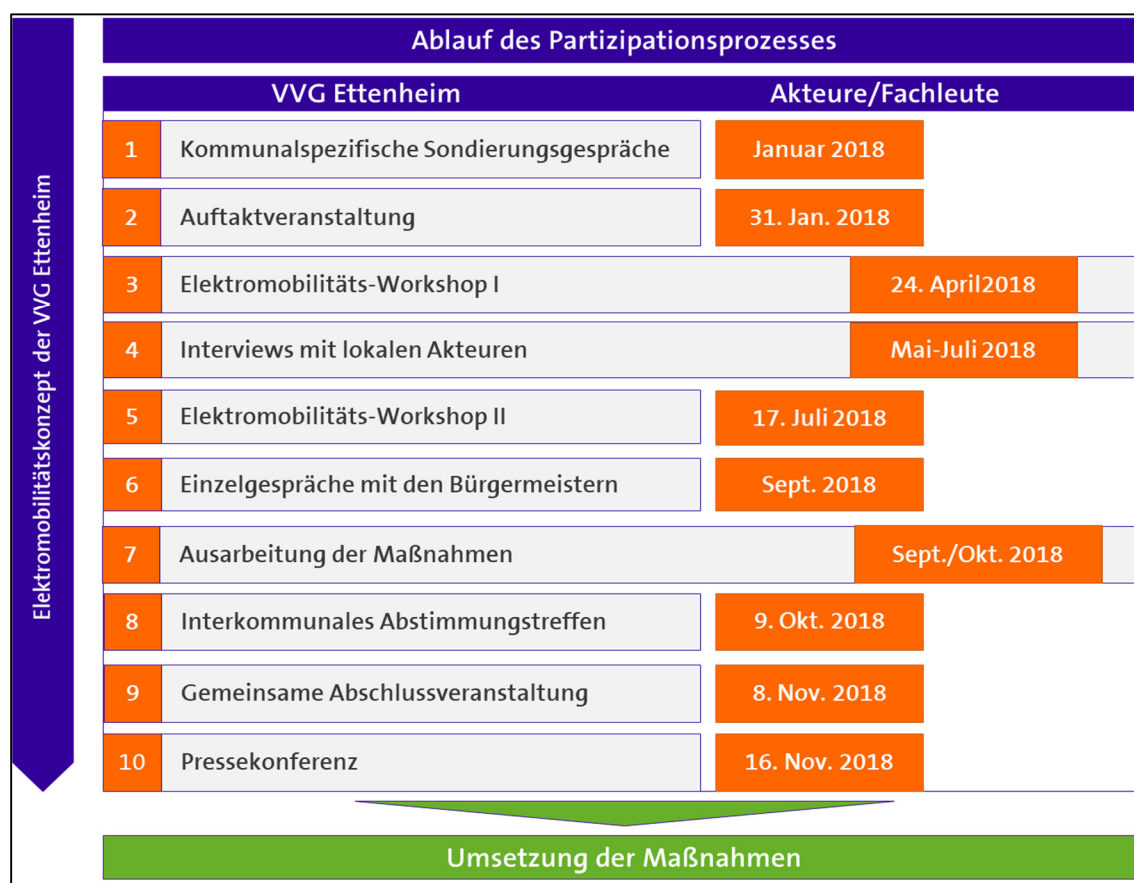 Ablauf des Partizipationsprozesses
VVG Ettenheim Akteure/Fachleute
Elektromobilitätskonzept der VVG Ettenheim
1 Kommunalspezifische Sondierungsgespräche Januar 2018
2 Auftaktveranstaltung 31. Jan. 2018
3 Elektromobilitäts-Workshop I 24. April2018
4 Interviews mit lokalen Akteuren Mai-Juli 2018
5 Elektromobilitäts-Workshop II 17. Juli 2018
6 Einzelgespräche mit den Bürgermeistern Sept. 2018
7 Ausarbeitung der Maßnahmen Sept./Okt. 2018
8 Interkommunales Abstimmungstreffen 9. Okt. 2018
9 Gemeinsame Abschlussveranstaltung 8. Nov. 2018
10 Pressekonferenz 16. Nov. 2018
Umsetzung der Maßnahmen